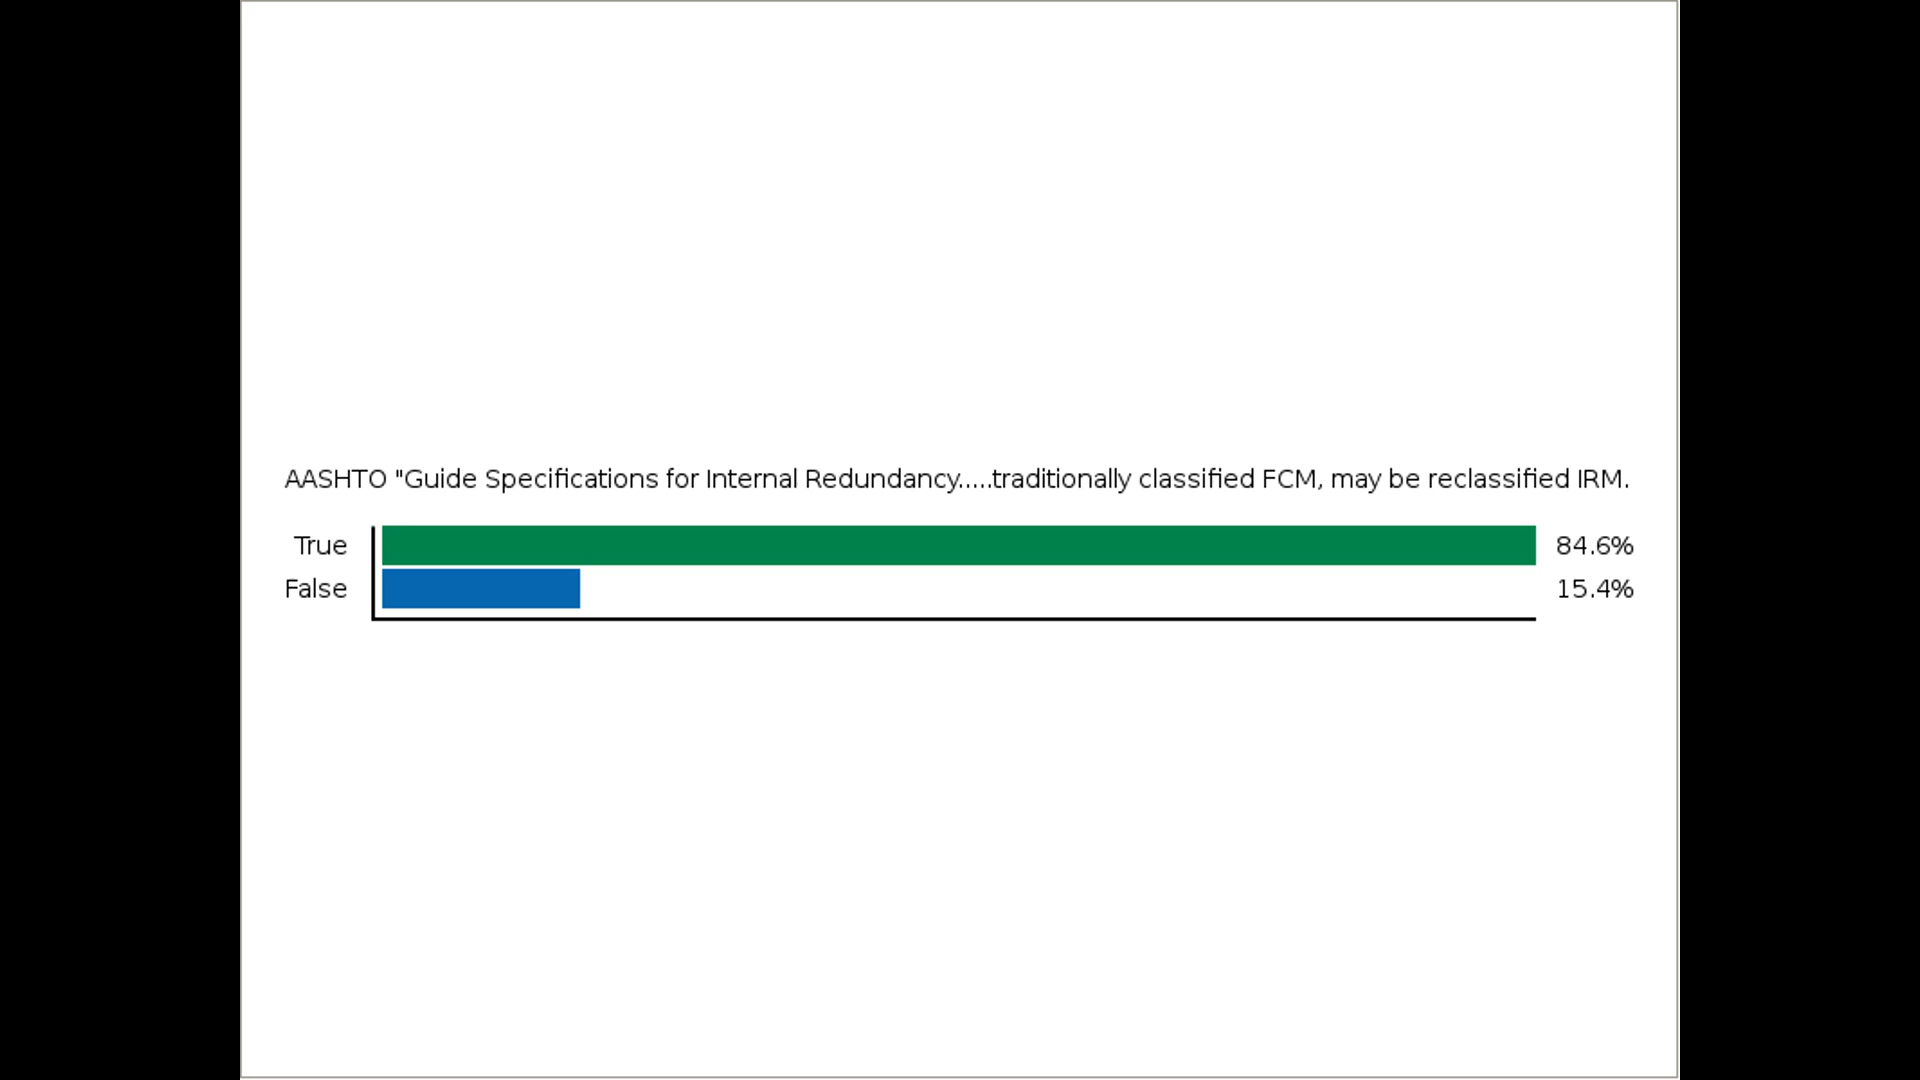 AASHTO "Guide Specifications for Internal Redundancy.....traditionally classified FCM, may be reclassified IRM.
True 84.6%
False 15.4%